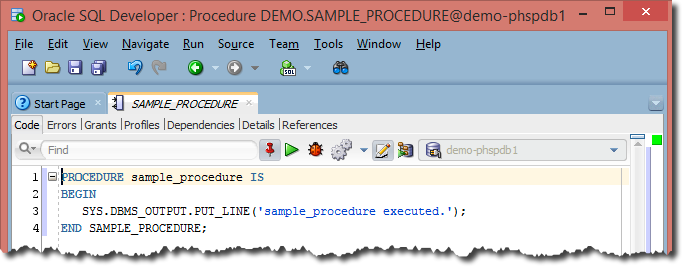 Oracle SQL Developer : Procedure DEMO.SAMPLE_PROCEDURE@demo-phspdb1
File Edit View Navigate Run Source Team Tools Window Help
SQL
Start Page SAMPLE_PROCEDURE
Code Errors Grants Profiles Dependencies Details References
Find demo-phspdb1
1 PROCEDURE sample_procedure IS
2 BEGIN
3 SYS.DBMS_OUTPUT.PUT_LINE('sample_procedure executed.');
4 END SAMPLE_PROCEDURE;